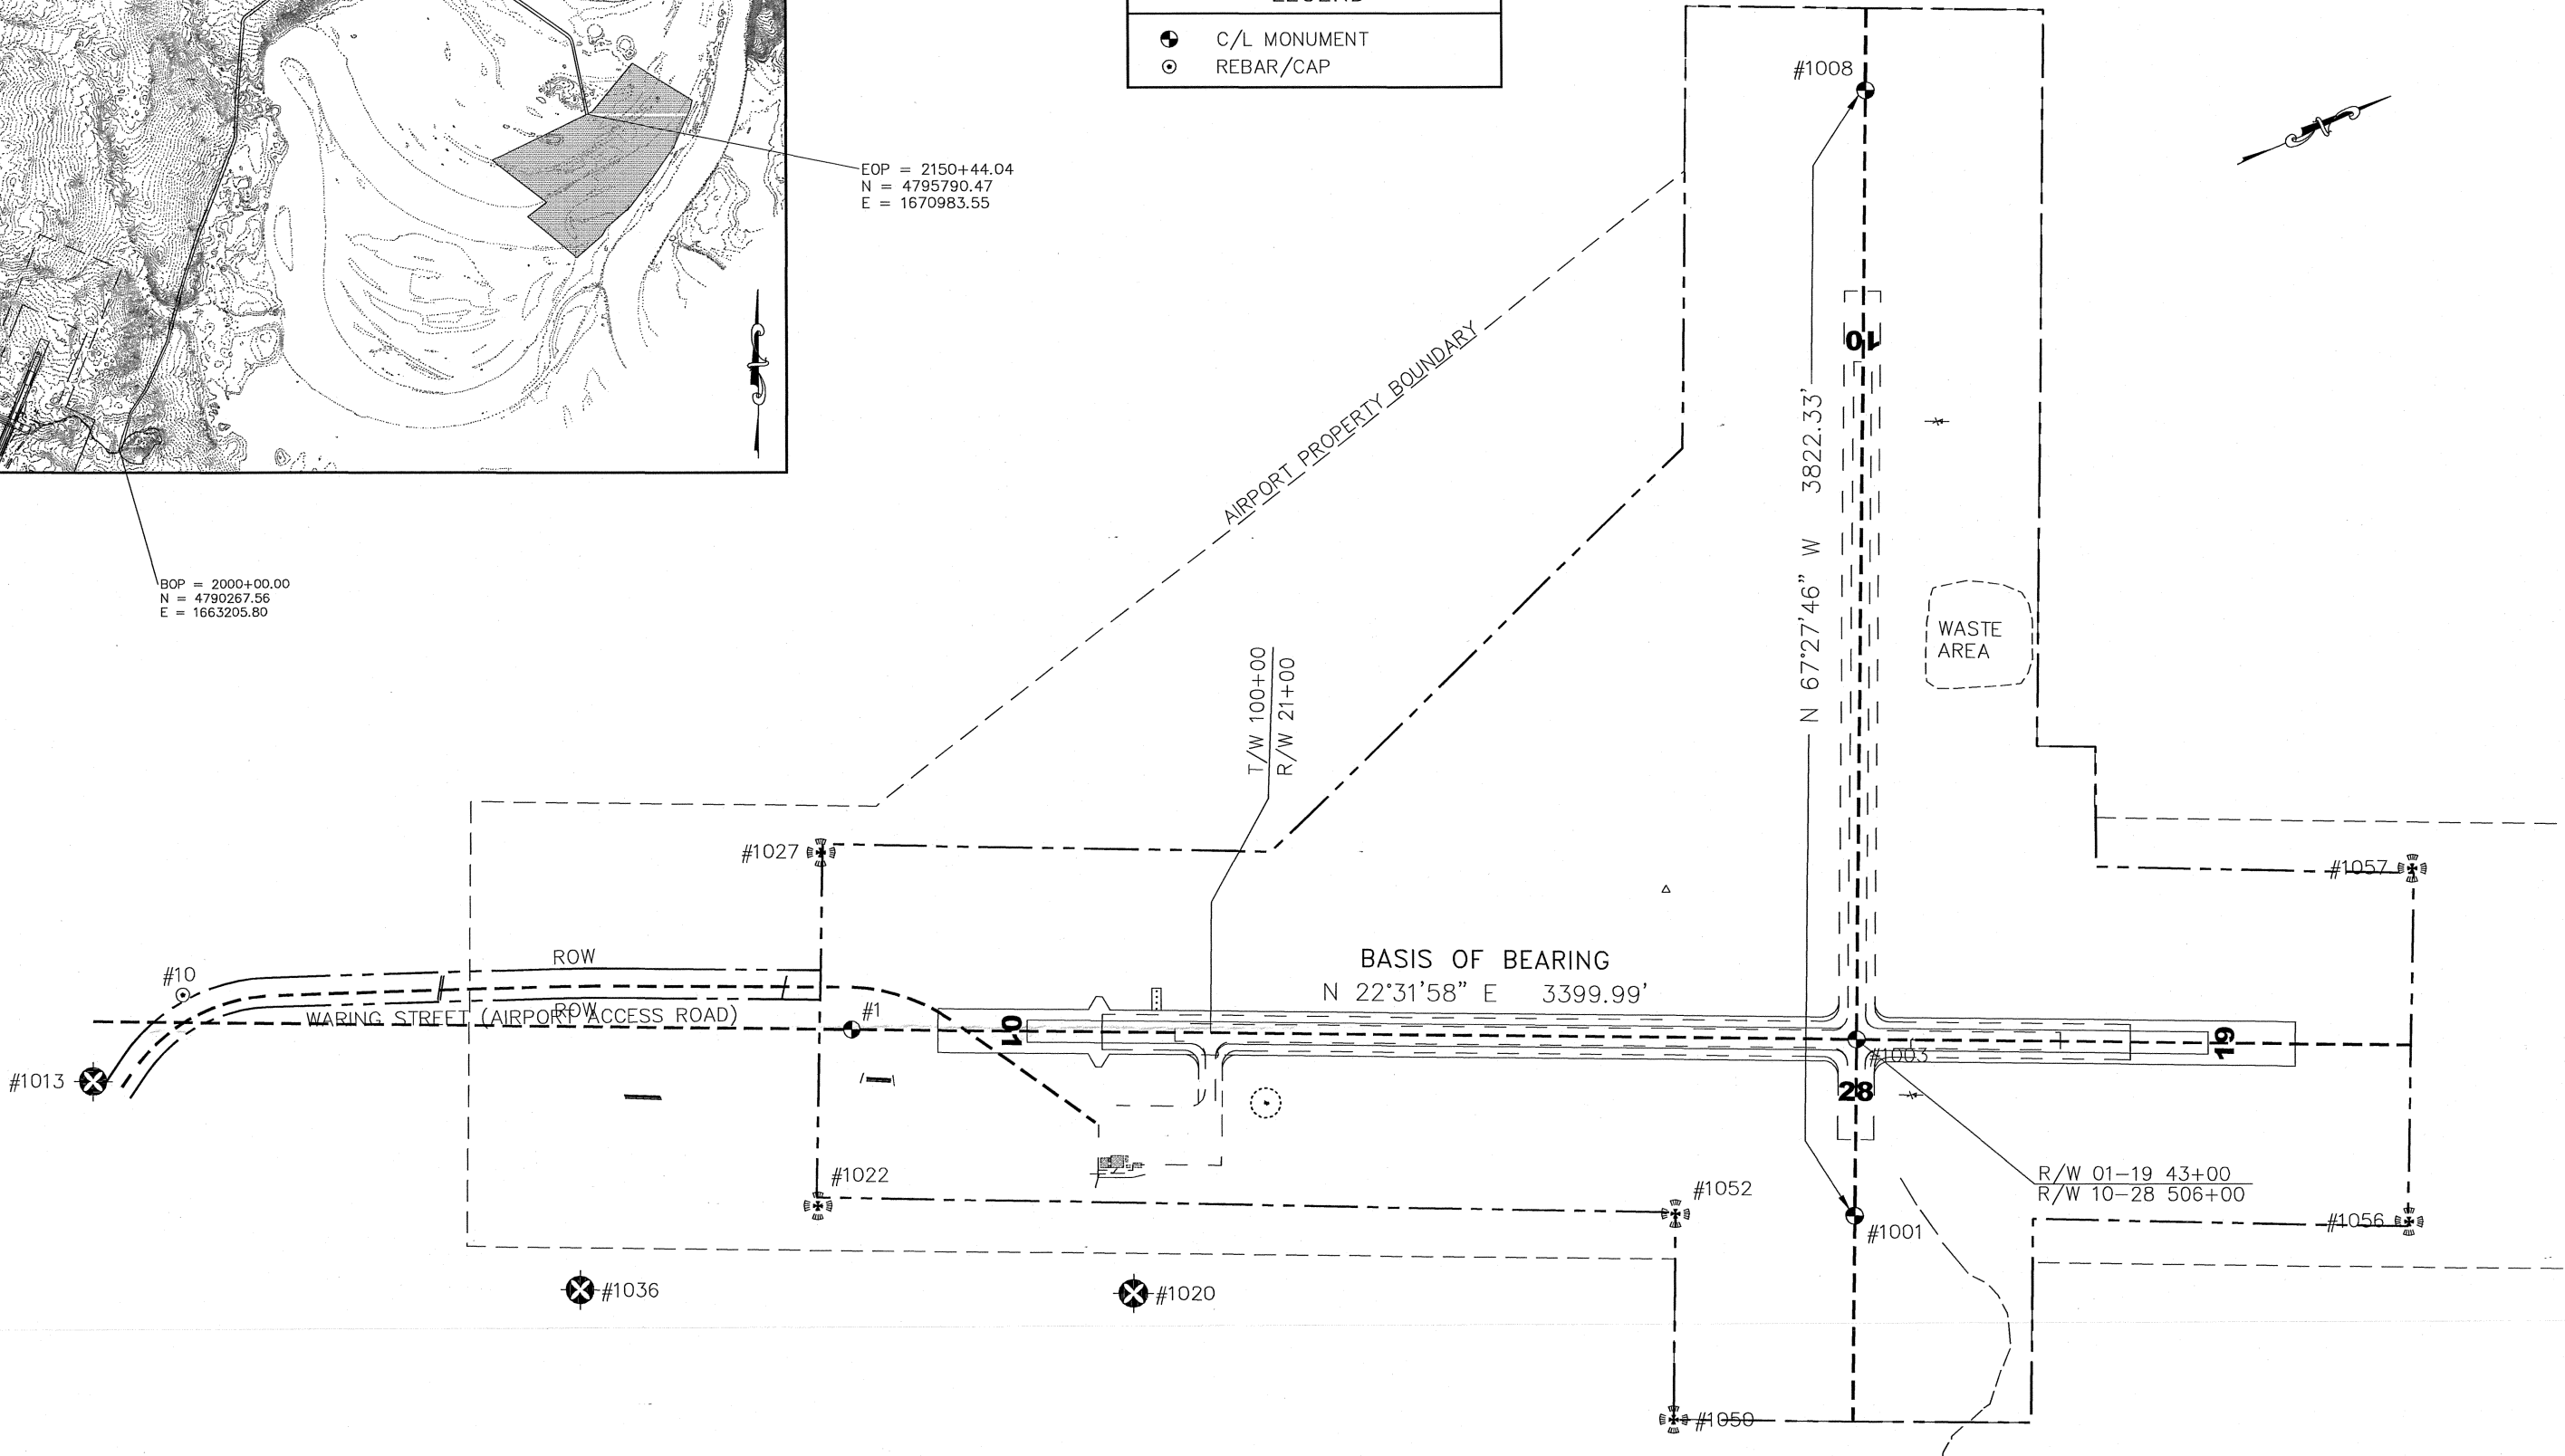 LEGEND
C/L MONUMENT
REBAR/CAP
#1008
EOP = 2150+44.04
N = 4795790.47
E = 1670983.55
BOP = 2000+00.00
N = 4790267.56
E = 1663205.80
AIRPORT PROPERTY BOUNDARY
10
N 67°27'46" W 3822.33'
WASTE
AREA
T/W 100+00
R/W 21+00
#1027
#1057
#10
ROW
ROW
WARING STREET (AIRPORT ACCESS ROAD)
#1
BASIS OF BEARING
N 22°31'58" E 3399.99'
01
19
#1003
28
#1013
#1022
#1052
R/W 01-19 43+00
R/W 10-28 506+00
#1001
#1056
#1036
#1020
#1050